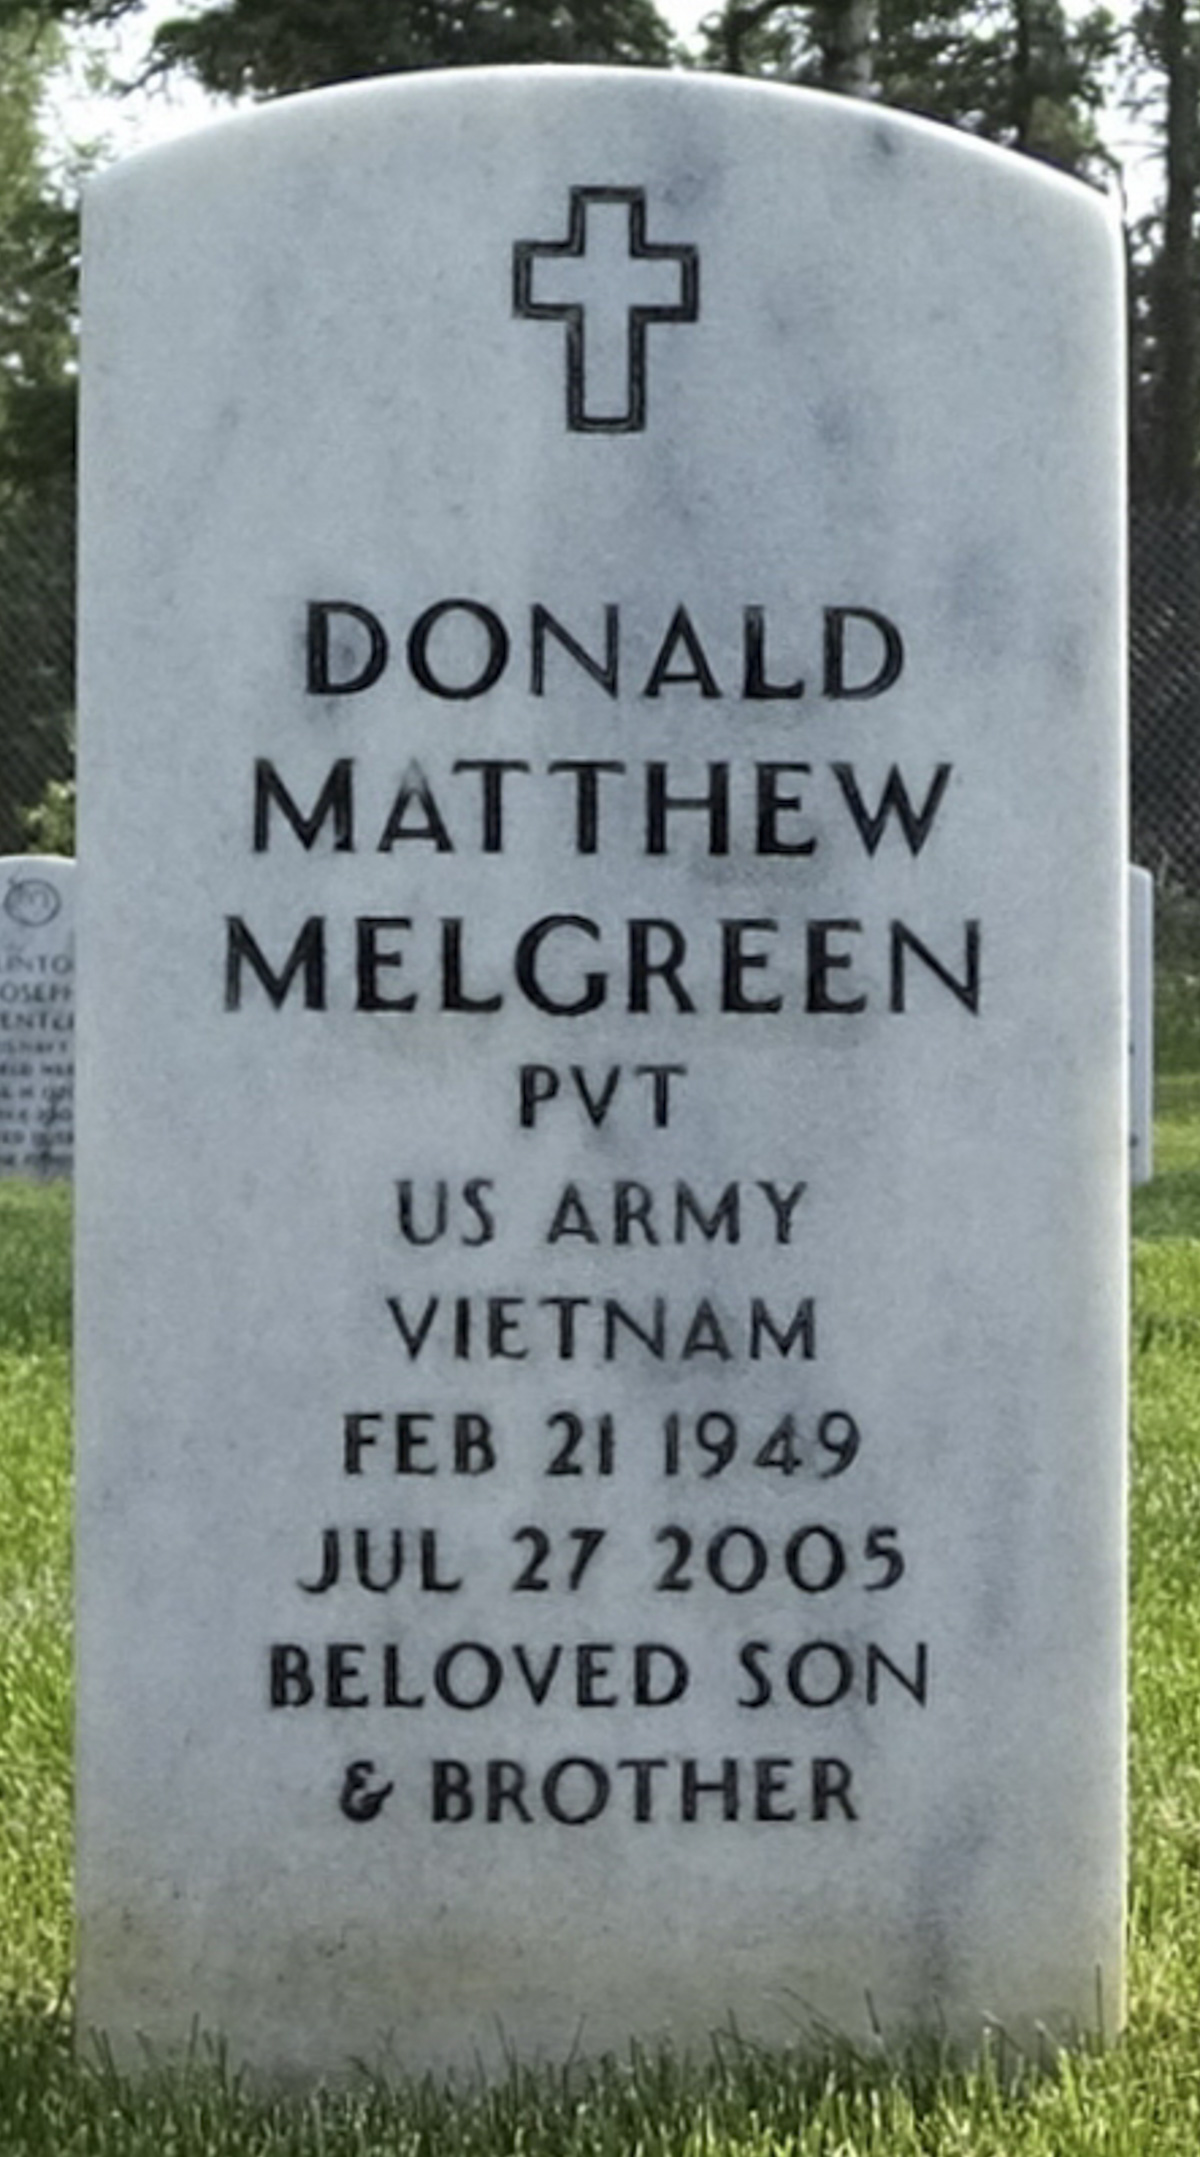 DONALD
MATTHEW
MELGREEN
PVT
US ARMY
VIETNAM
FEB 21 1949
JUL 27 2005
BELOVED SON
& BROTHER